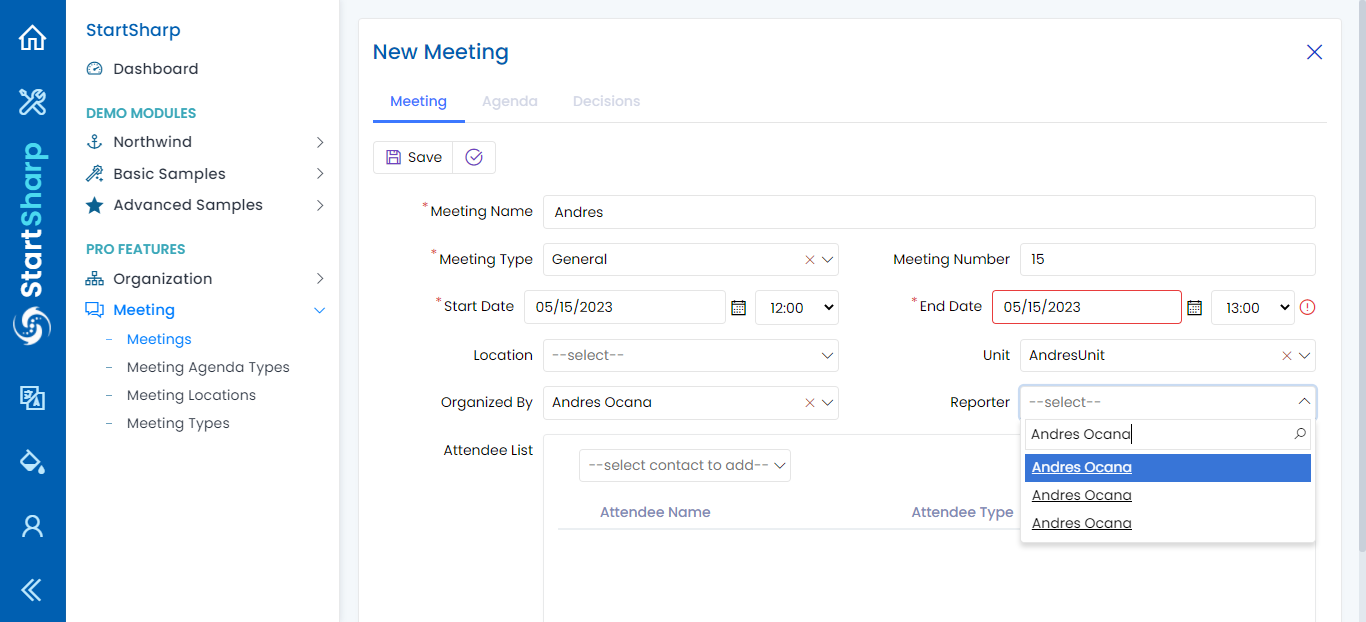 StartSharp
StartSharp
Dashboard
DEMO MODULES
Northwind
Basic Samples
Advanced Samples
PRO FEATURES
Organization
Meeting
Meetings
Meeting Agenda Types
Meeting Locations
Meeting Types
New Meeting
Meeting Agenda Decisions
Save
*Meeting Name Andres
*Meeting Type General Meeting Number 15
*Start Date 05/15/2023 12:00 *End Date 05/15/2023 13:00
Location --select-- Unit AndresUnit
Organized By Andres Ocana Reporter --select--
Andres Ocana
Andres Ocana
Andres Ocana
Andres Ocana
Attendee List
--select contact to add--
Attendee Name Attendee Type